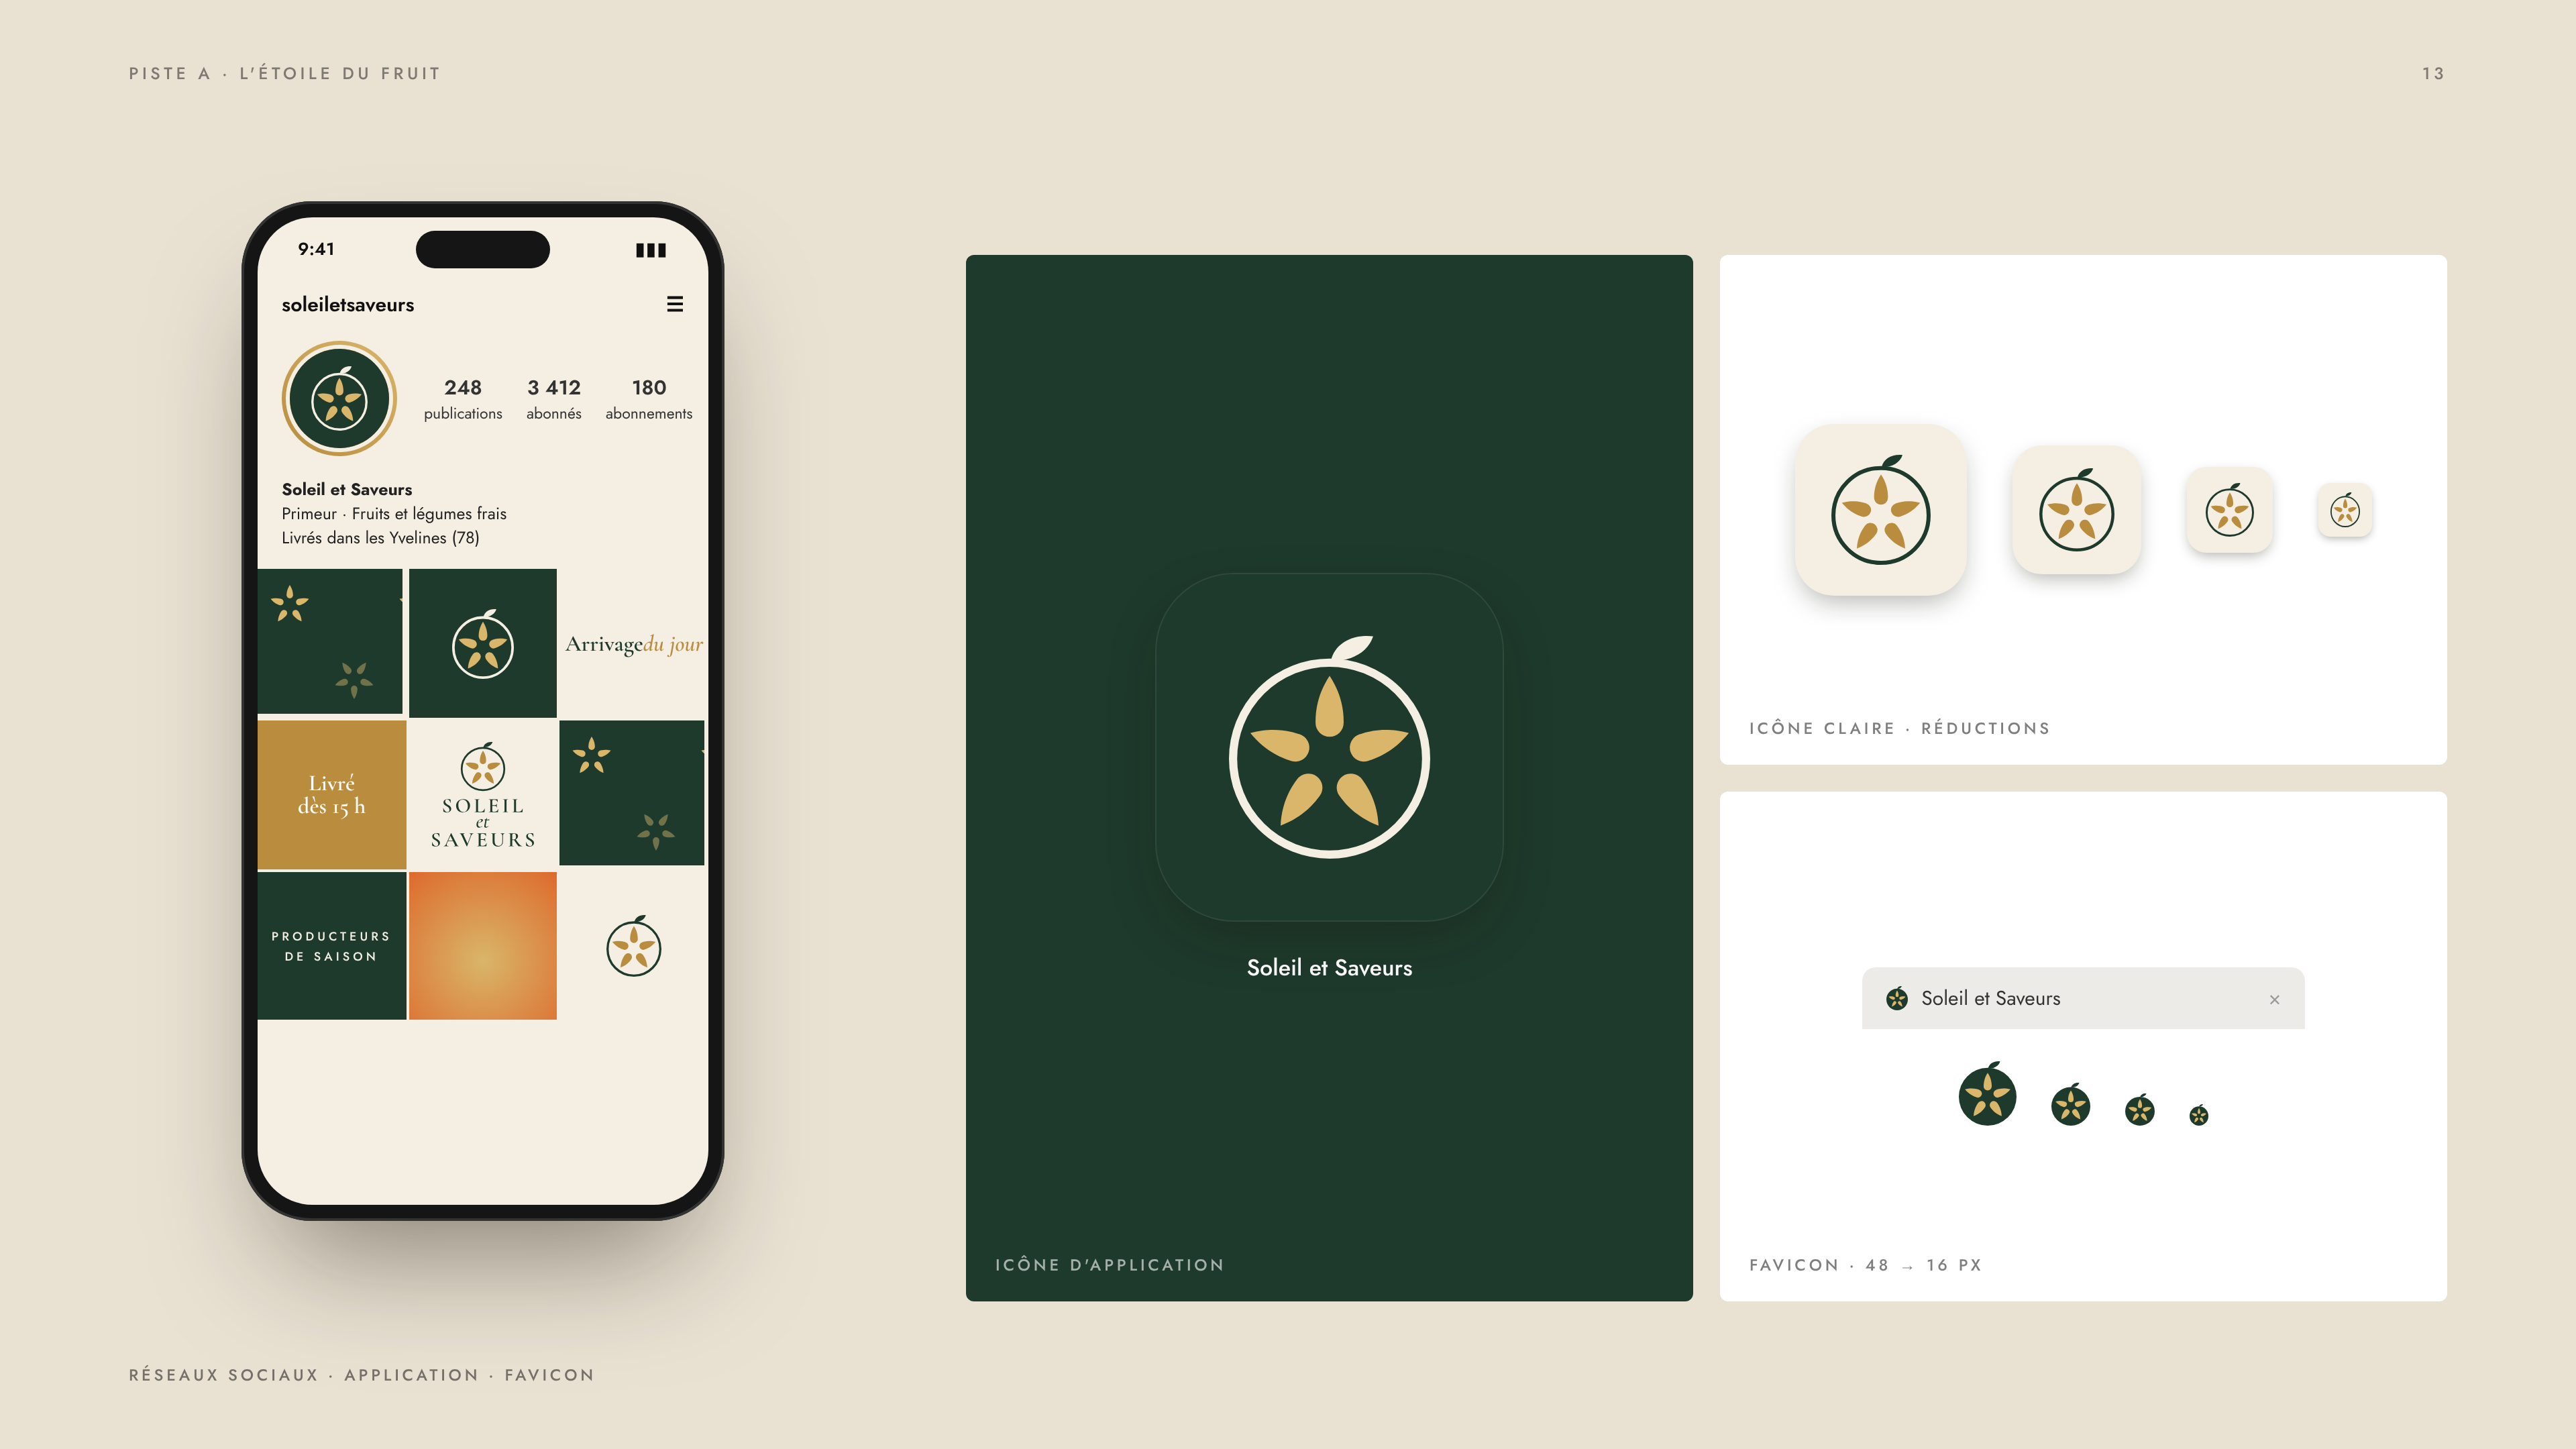 PISTE A · L'ÉTOILE DU FRUIT
13
9:41
soleiletsaveurs
248
publications
3 412
abonnés
180
abonnements
Soleil et Saveurs
Primeur · Fruits et légumes frais
Livrés dans les Yvelines (78)
Arrivage du jour
Livré
dès 15 h
SOLEIL
et
SAVEURS
PRODUCTEURS
DE SAISON
Soleil et Saveurs
ICÔNE D'APPLICATION
ICÔNE CLAIRE · RÉDUCTIONS
Soleil et Saveurs ×
FAVICON · 48 → 16 PX
RÉSEAUX SOCIAUX · APPLICATION · FAVICON